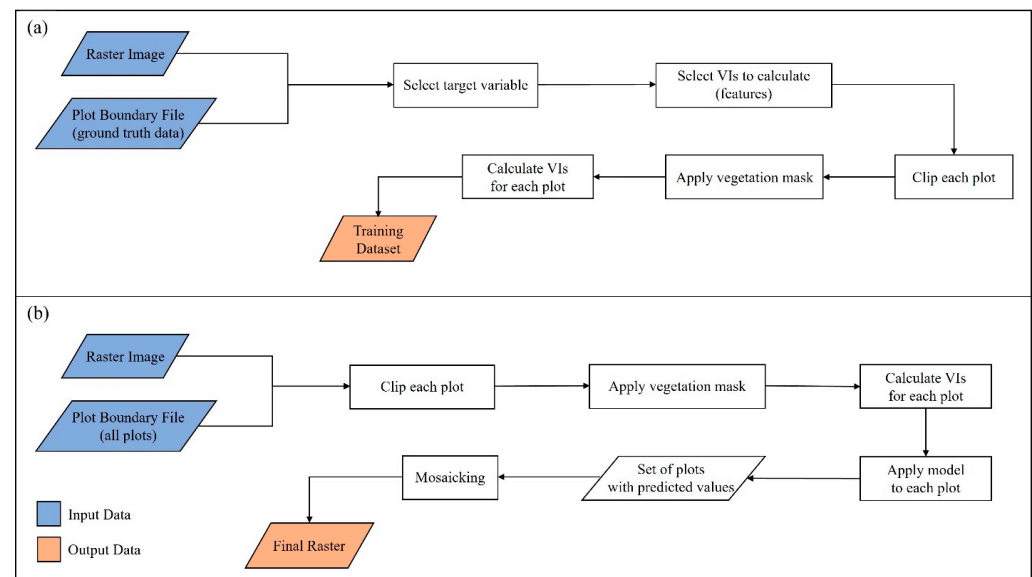 (a)
Raster Image
Plot Boundary File
(ground truth data)
Select target variable
Select VIs to calculate
(features)
Clip each plot
Apply vegetation mask
Calculate VIs
for each plot
Training
Dataset
(b)
Raster Image
Plot Boundary File
(all plots)
Clip each plot
Apply vegetation mask
Calculate VIs
for each plot
Apply model
to each plot
Set of plots
with predicted values
Mosaicking
Final Raster
Input Data
Output Data